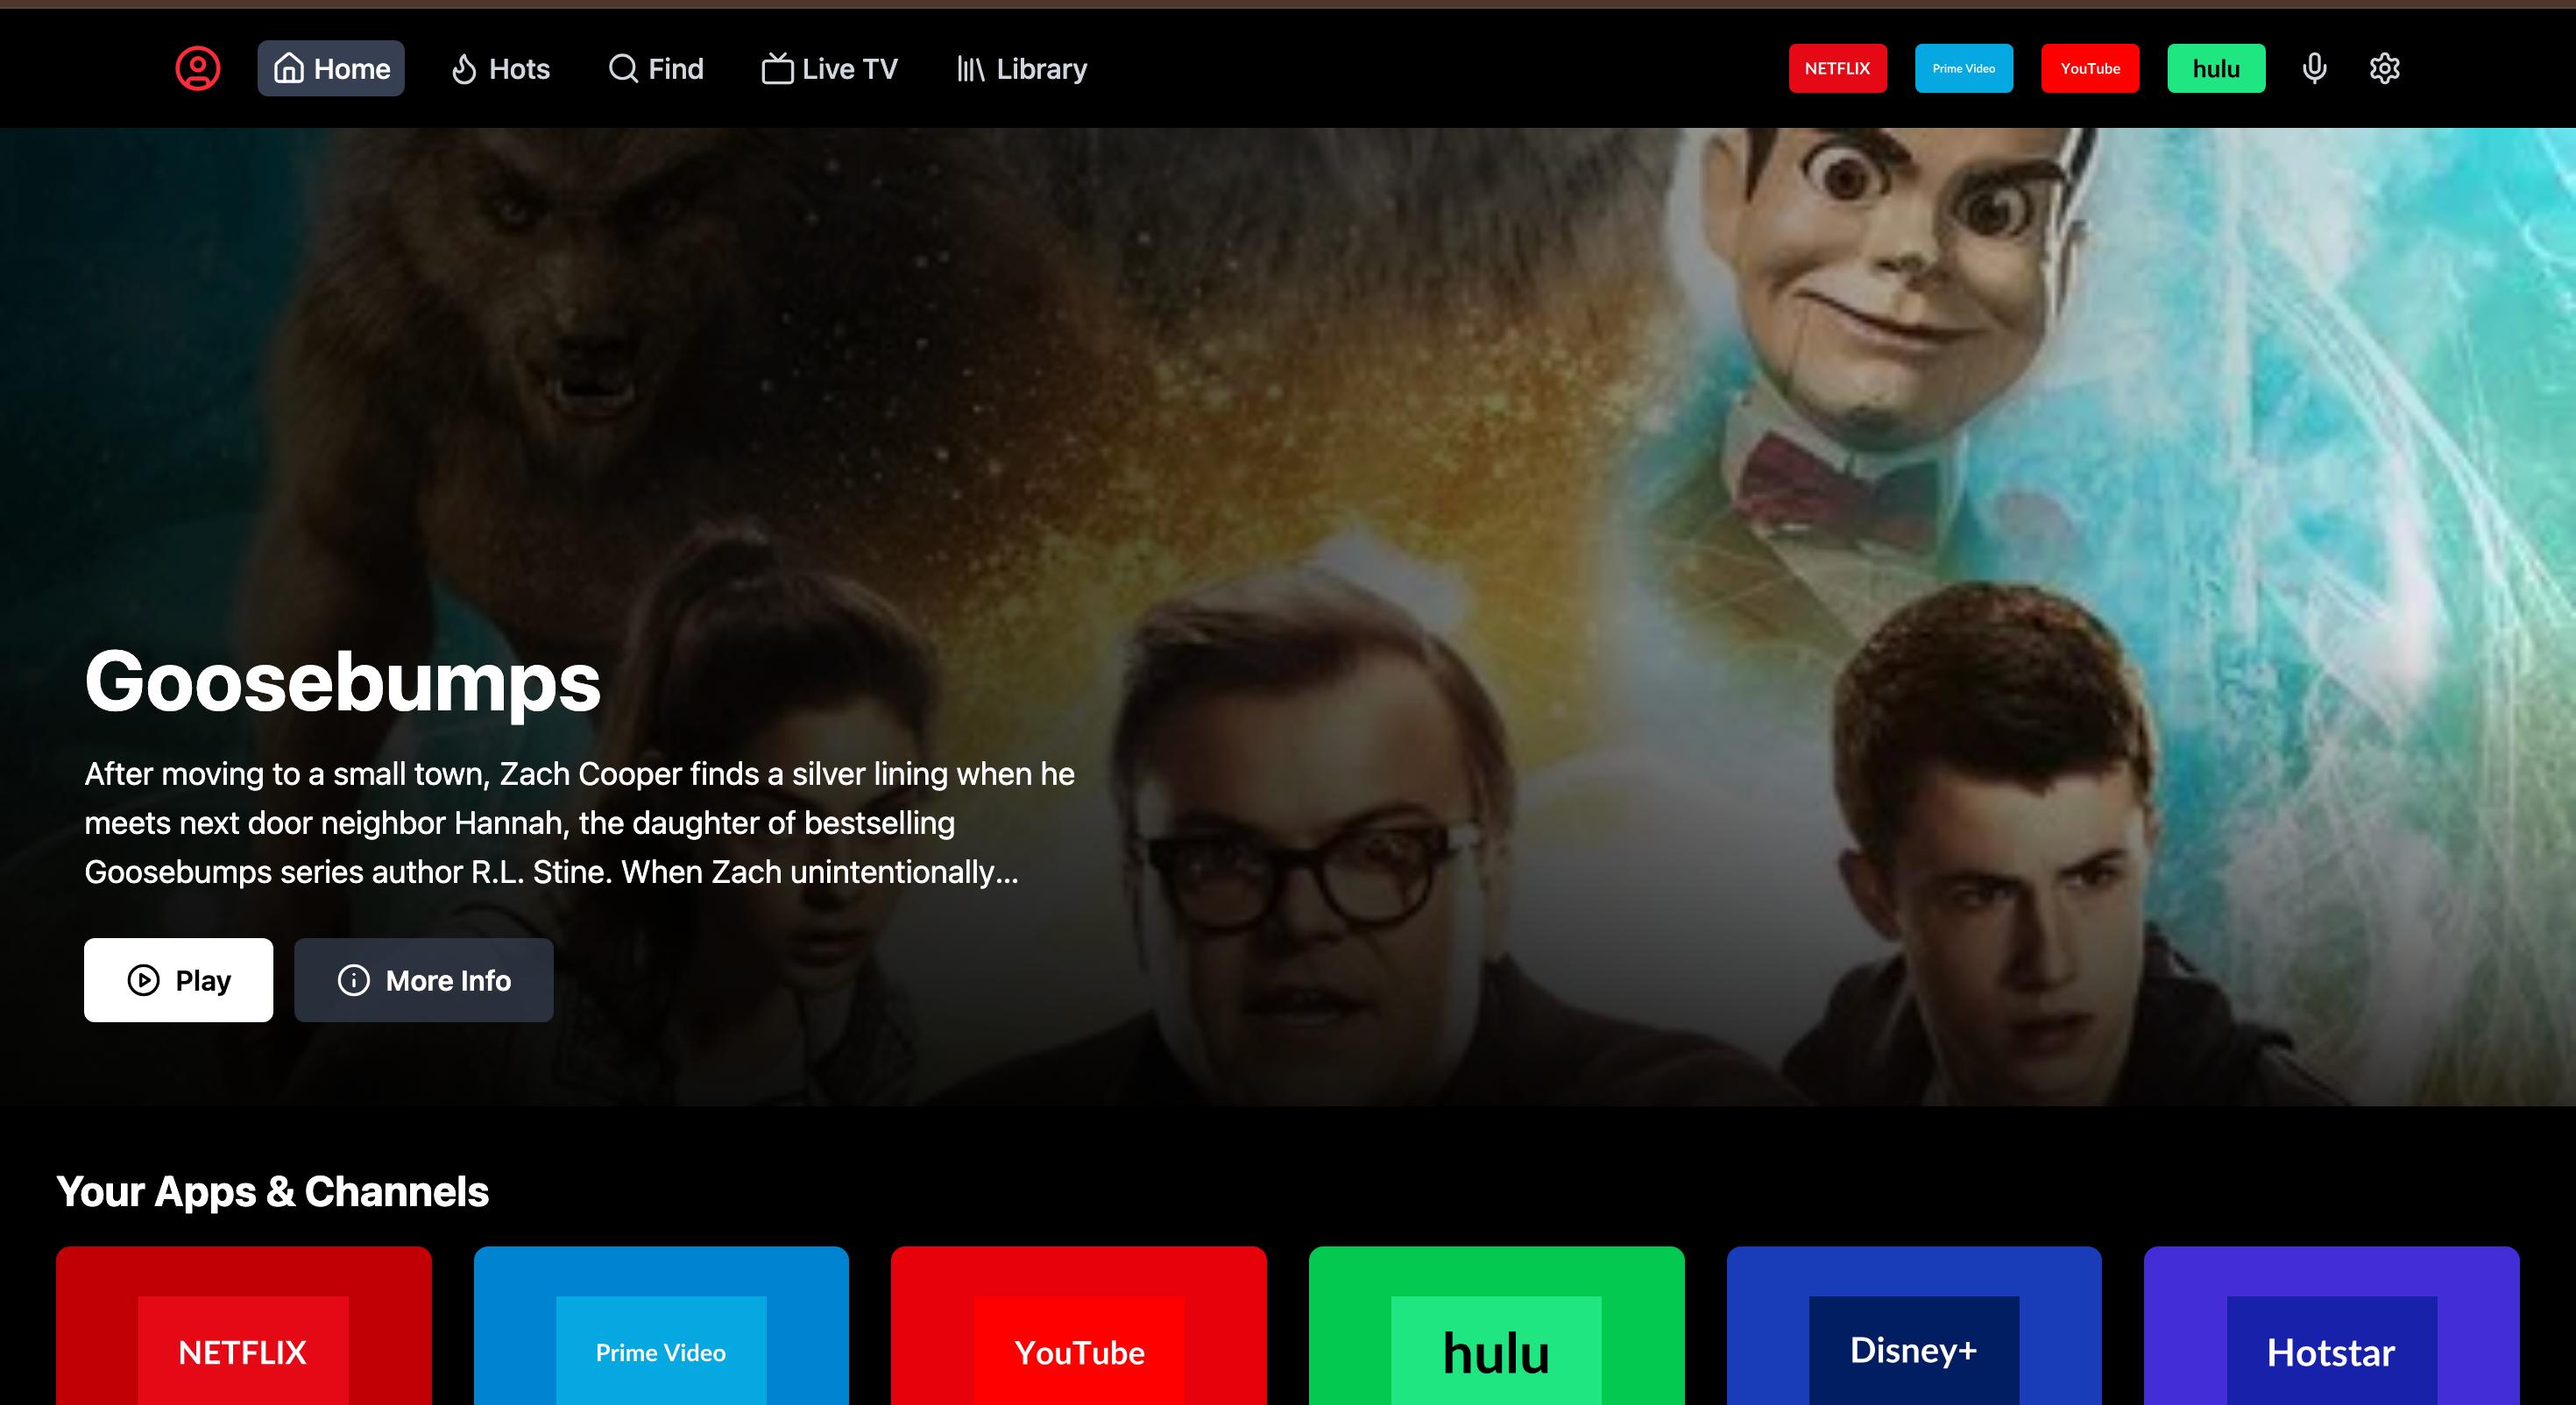 Home
Hots
Find
Live TV
Library
NETFLIX
Prime Video
YouTube
hulu
Goosebumps
After moving to a small town, Zach Cooper finds a silver lining when he
meets next door neighbor Hannah, the daughter of bestselling
Goosebumps series author R.L. Stine. When Zach unintentionally...
Play
More Info
Your Apps & Channels
NETFLIX
Prime Video
YouTube
hulu
Disney+
Hotstar